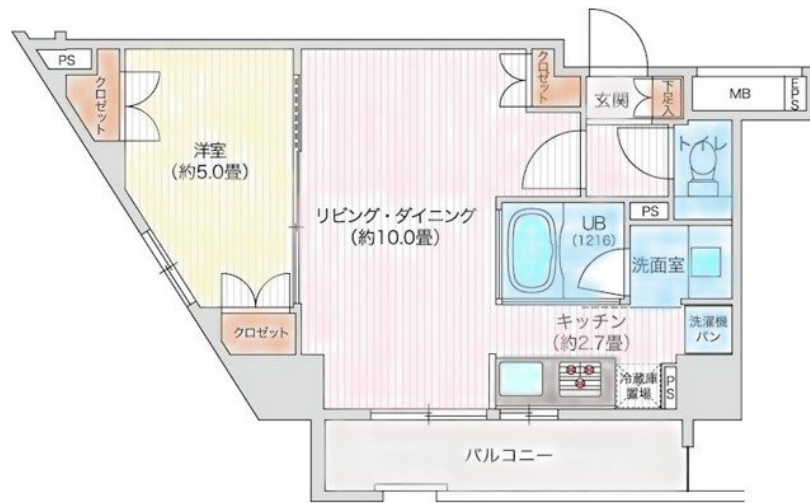 PS
クロゼット
洋室
(約5.0畳)
クロゼット
リビング・ダイニング
(約10.0畳)
クロゼット
玄関
下足入
MB
EPS
トイレ
PS
UB
(1216)
洗面室
キッチン
(約2.7畳)
洗濯機
パン
冷蔵庫
置場
PS
バルコニー